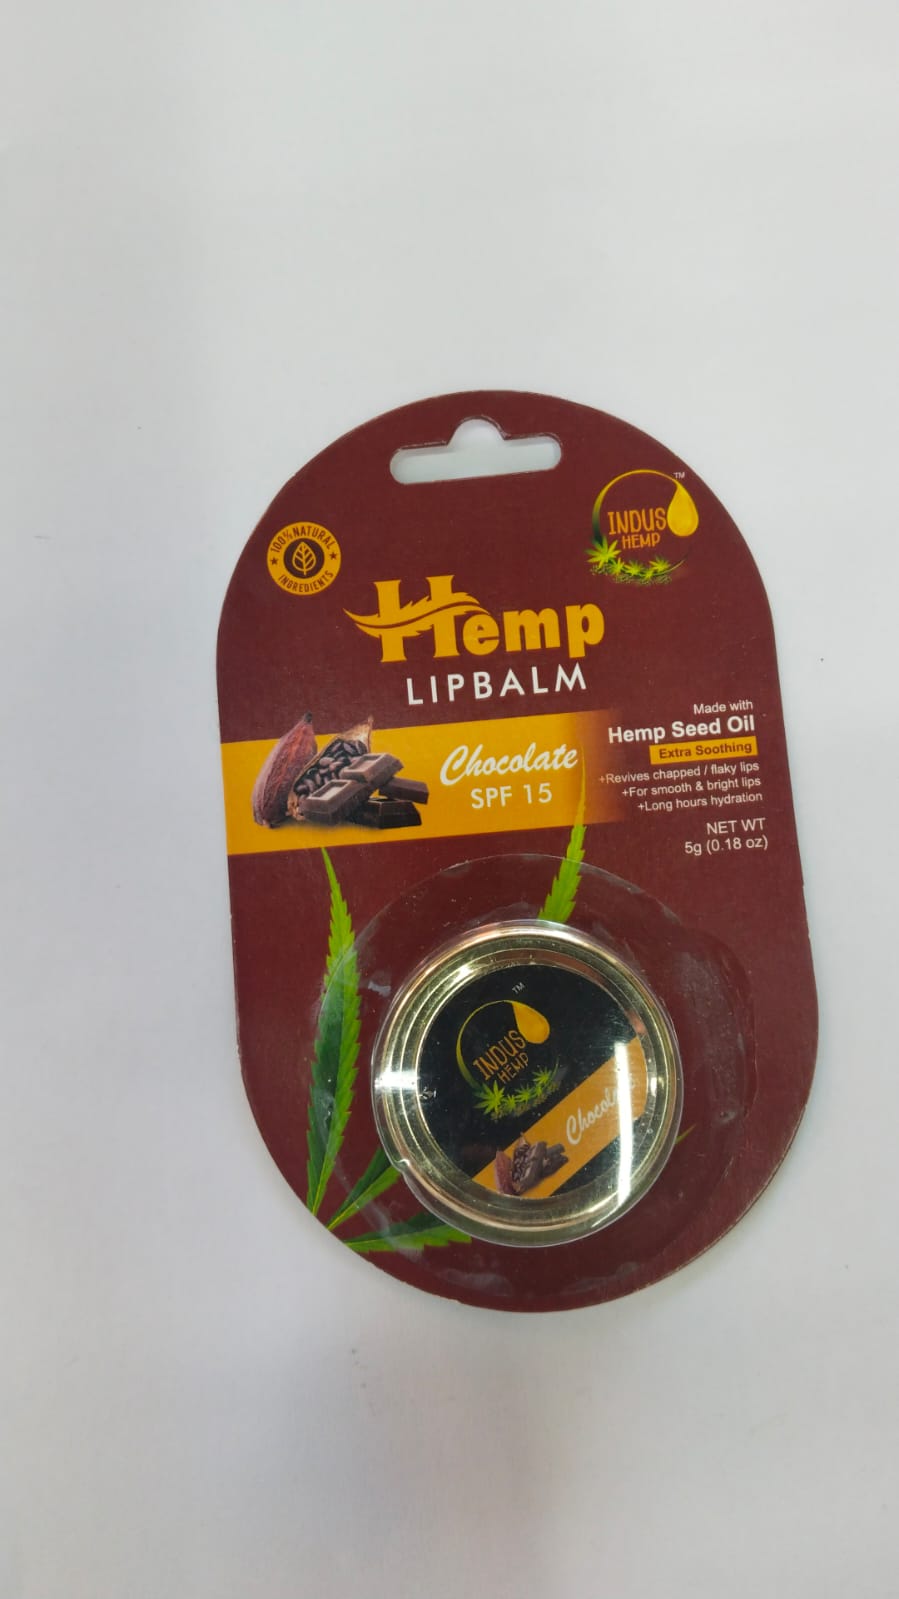 100% NATURAL
INGREDIENTS
TM
INDUS
HEMP
Hemp
LIPBALM
Chocolate
SPF 15
Made with
Hemp Seed Oil
Extra Soothing
+Revives chapped / flaky lips
+For smooth & bright lips
+Long hours hydration
NET WT
5g (0.18 oz)
TM
INDUS
HEMP
Chocolate